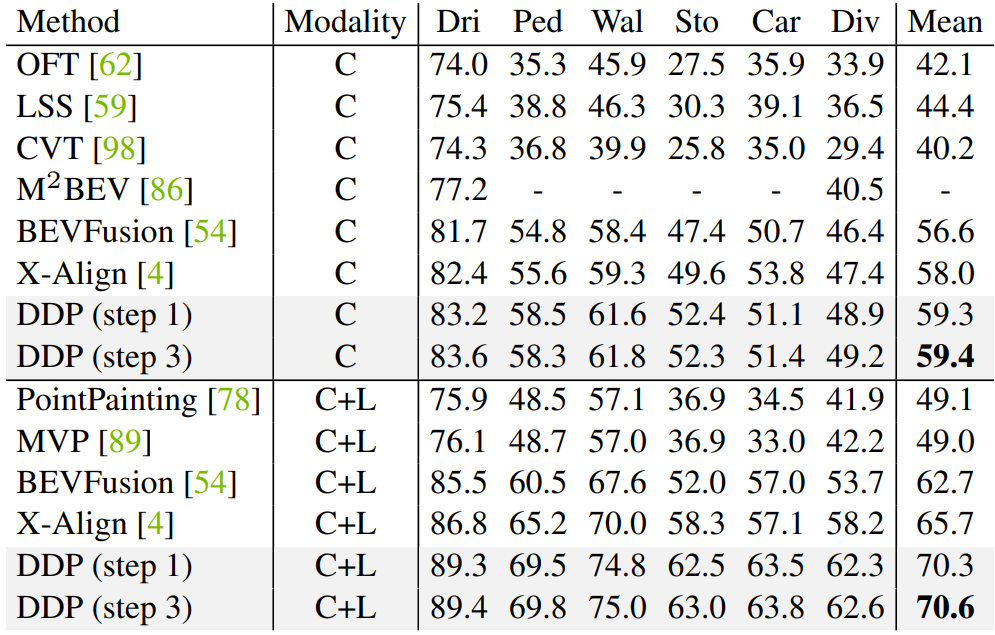 Method Modality Dri Ped Wal Sto Car Div Mean
OFT [62] C 74.0 35.3 45.9 27.5 35.9 33.9 42.1
LSS [59] C 75.4 38.8 46.3 30.3 39.1 36.5 44.4
CVT [98] C 74.3 36.8 39.9 25.8 35.0 29.4 40.2
M²BEV [86] C 77.2 - - - - 40.5 -
BEVFusion [54] C 81.7 54.8 58.4 47.4 50.7 46.4 56.6
X-Align [4] C 82.4 55.6 59.3 49.6 53.8 47.4 58.0
DDP (step 1) C 83.2 58.5 61.6 52.4 51.1 48.9 59.3
DDP (step 3) C 83.6 58.3 61.8 52.3 51.4 49.2 59.4
PointPainting [78] C+L 75.9 48.5 57.1 36.9 34.5 41.9 49.1
MVP [89] C+L 76.1 48.7 57.0 36.9 33.0 42.2 49.0
BEVFusion [54] C+L 85.5 60.5 67.6 52.0 57.0 53.7 62.7
X-Align [4] C+L 86.8 65.2 70.0 58.3 57.1 58.2 65.7
DDP (step 1) C+L 89.3 69.5 74.8 62.5 63.5 62.3 70.3
DDP (step 3) C+L 89.4 69.8 75.0 63.0 63.8 62.6 70.6